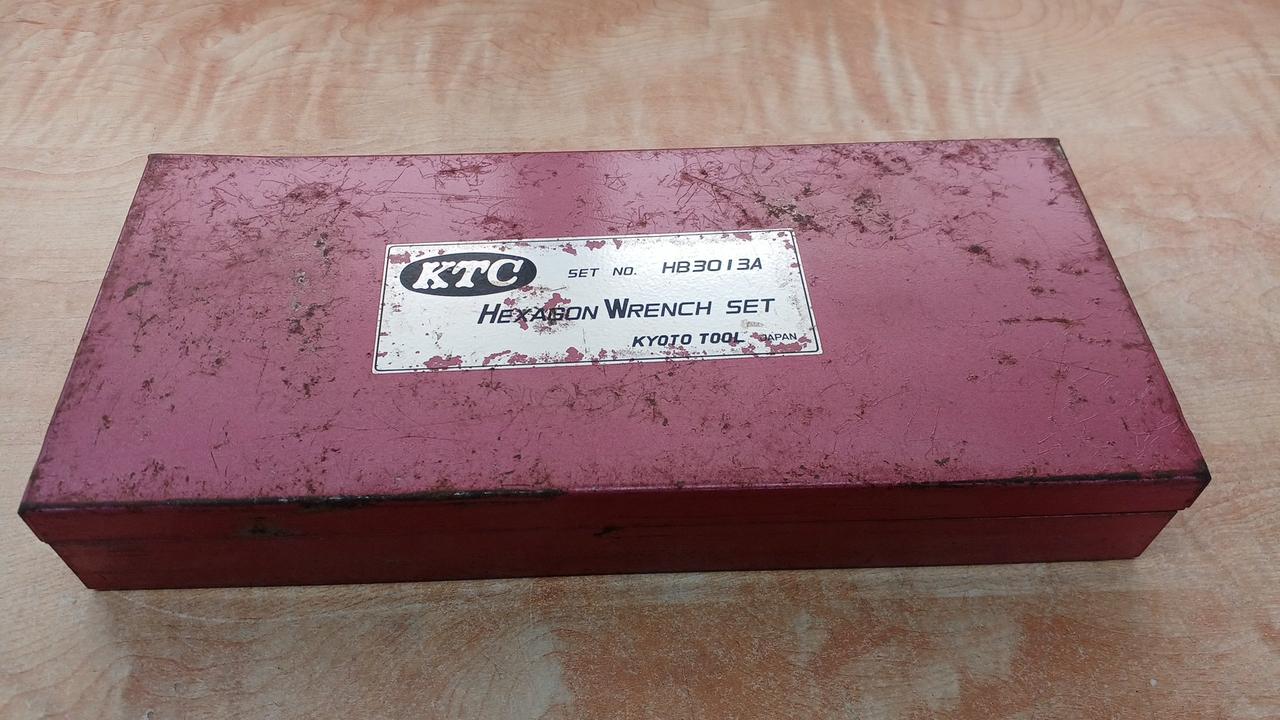 KTC SET NO. HB3013A
HEXAGON WRENCH SET
KYOTO TOOL JAPAN